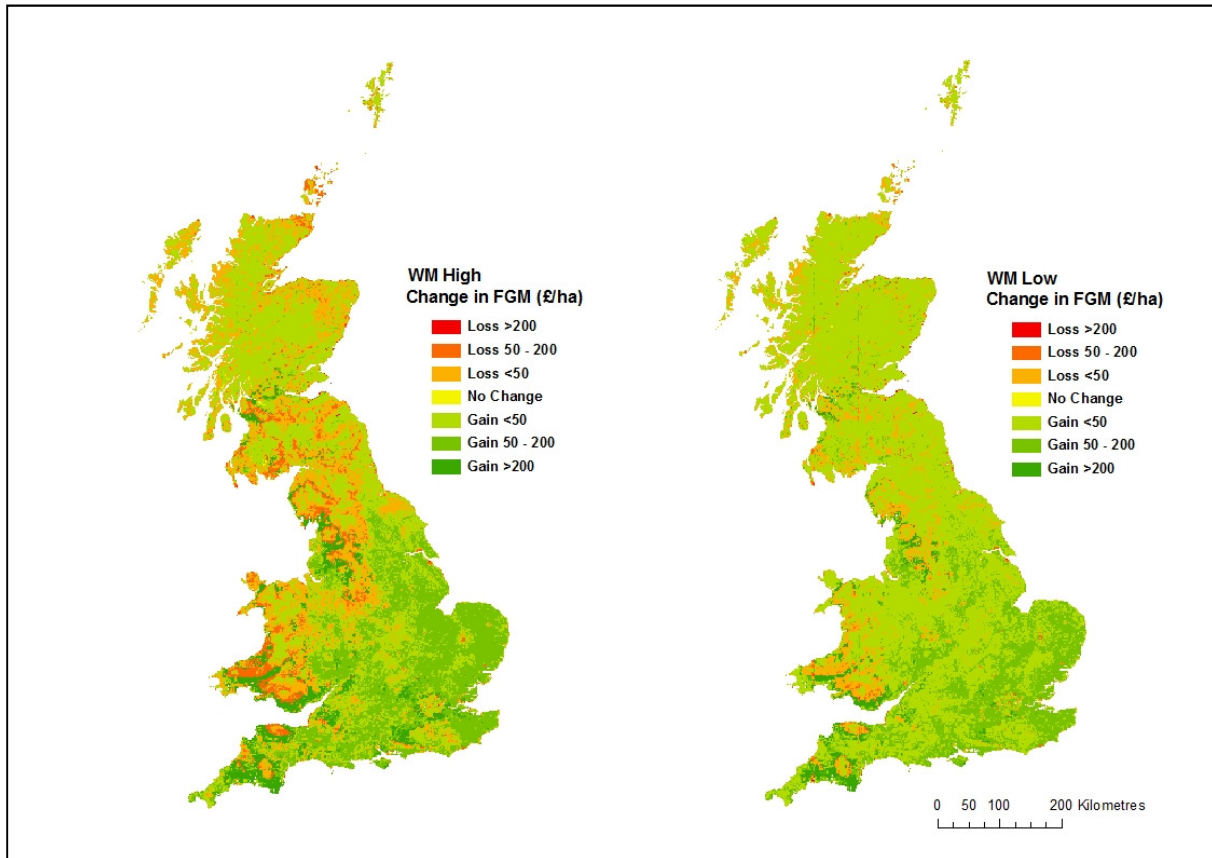 WM High
Change in FGM (£/ha)
Loss >200
Loss 50 - 200
Loss <50
No Change
Gain <50
Gain 50 - 200
Gain >200
WM Low
Change in FGM (£/ha)
Loss >200
Loss 50 - 200
Loss <50
No Change
Gain <50
Gain 50 - 200
Gain >200
0 50 100 200 Kilometres